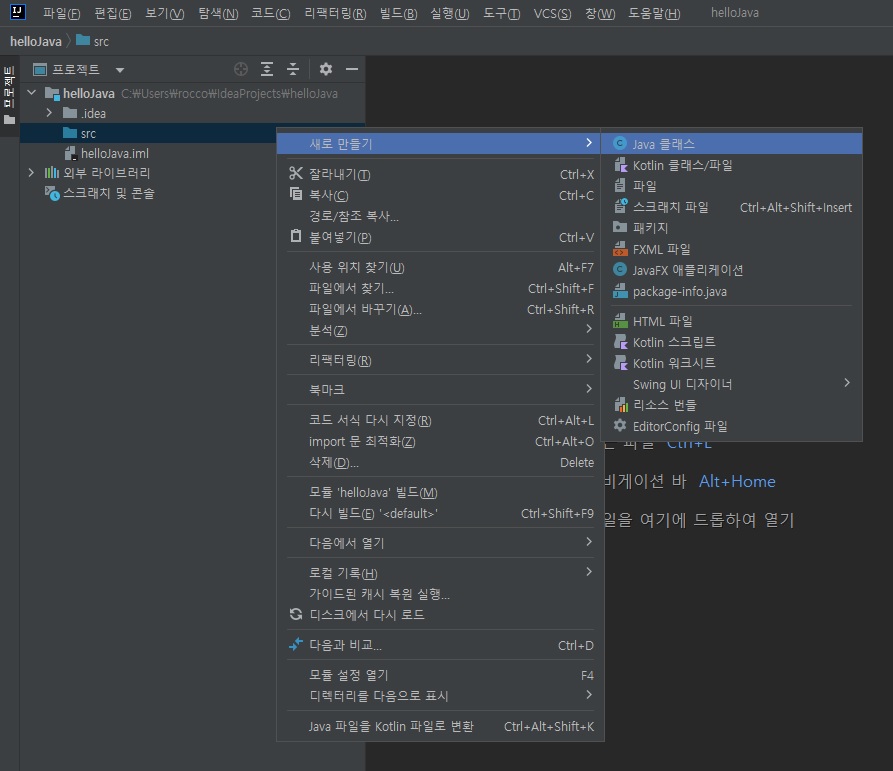 파일(F) 편집(E) 보기(V) 탐색(N) 코드(C) 리팩터링(R) 빌드(B) 실행(U) 도구(T) VCS(S) 창(W) 도움말(H) helloJava
helloJava src
프로젝트
프로젝트
helloJava C:₩Users₩rocco₩IdeaProjects₩helloJava
.idea
src
helloJava.iml
외부 라이브러리
스크래치 및 콘솔
새로 만들기
잘라내기(T) Ctrl+X
복사(C) Ctrl+C
경로/참조 복사...
붙여넣기(P) Ctrl+V
사용 위치 찾기(U) Alt+F7
파일에서 찾기... Ctrl+Shift+F
파일에서 바꾸기(A)... Ctrl+Shift+R
분석(Z)
리팩터링(R)
북마크
코드 서식 다시 지정(R) Ctrl+Alt+L
import 문 최적화(Z) Ctrl+Alt+O
삭제(D)... Delete
모듈 'helloJava' 빌드(M)
다시 빌드(E) '<default>' Ctrl+Shift+F9
다음에서 열기
로컬 기록(H)
가이드된 캐시 복원 실행...
디스크에서 다시 로드
다음과 비교... Ctrl+D
모듈 설정 열기 F4
디렉터리를 다음으로 표시
Java 파일을 Kotlin 파일로 변환 Ctrl+Alt+Shift+K
Java 클래스
Kotlin 클래스/파일
파일
스크래치 파일 Ctrl+Alt+Shift+Insert
패키지
FXML 파일
JavaFX 애플리케이션
package-info.java
HTML 파일
Kotlin 스크립트
Kotlin 워크시트
Swing UI 디자이너
리소스 번들
EditorConfig 파일
파일 Ctrl+E
비게이션 바 Alt+Home
일을 여기에 드롭하여 열기